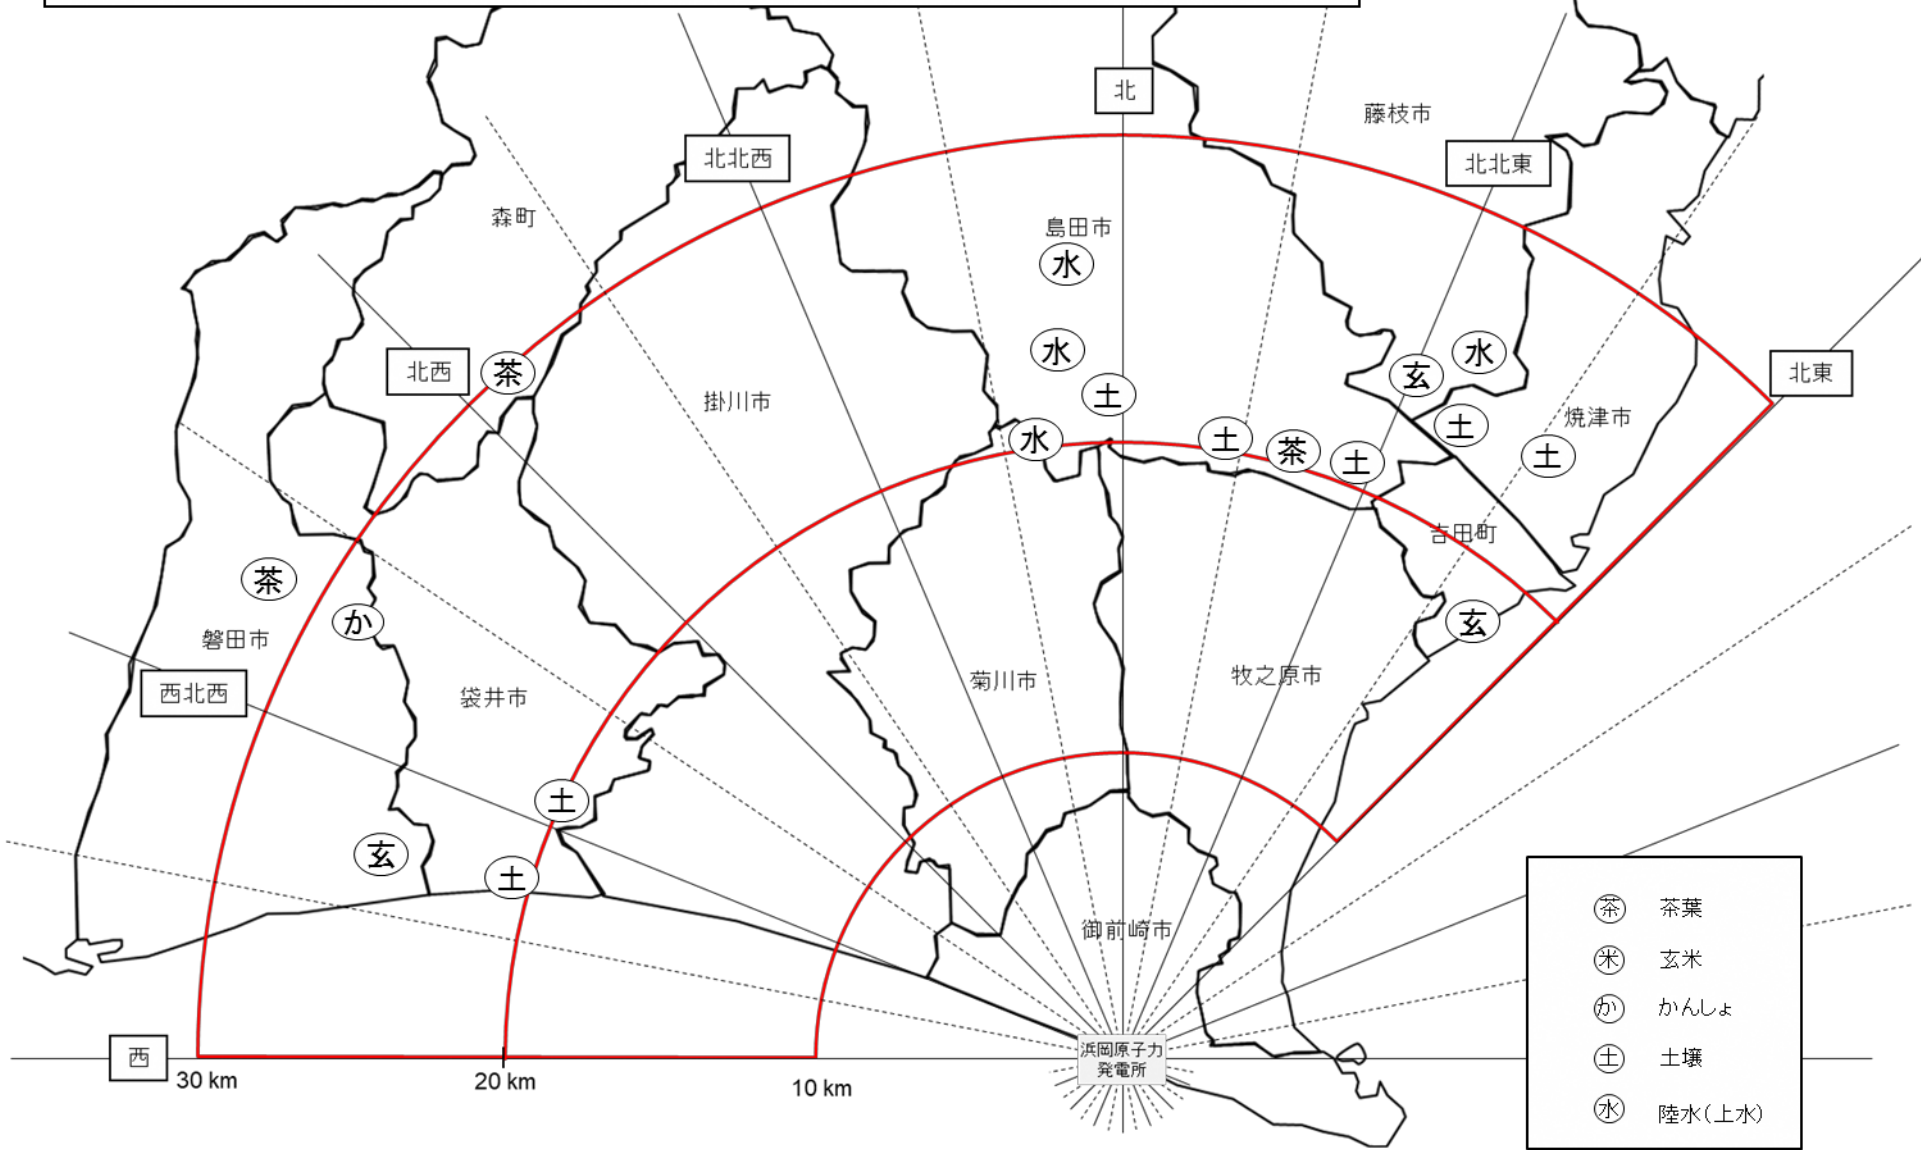 北
藤枝市
北北西
北北東
森町
島田市
水
水
北西
茶
玄
水
北東
掛川市
土
焼津市
水
土
茶
土
土
土
吉田町
茶
か
玄
磐田市
西北西
袋井市
菊川市
牧之原市
土
玄
土
御前崎市
浜岡原子力
発電所
西
30 km
20 km
10 km
茶 茶葉
米 玄米
か かんしょ
土 土壌
水 陸水(上水)